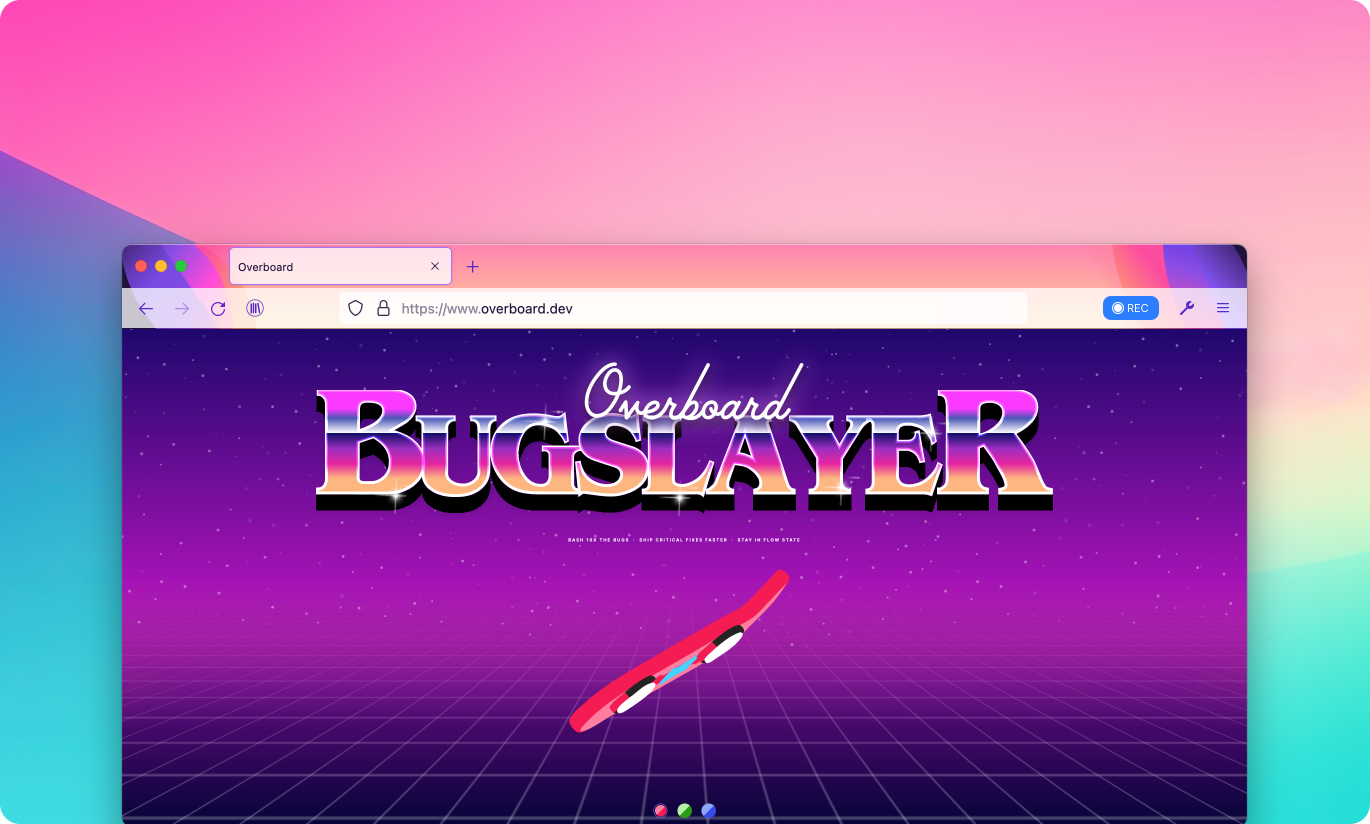 Overboard
https://www.overboard.dev
REC
Overboard
BUGSLAYER
BASH 10X THE BUGS · SHIP CRITICAL FIXES FASTER · STAY IN FLOW STATE